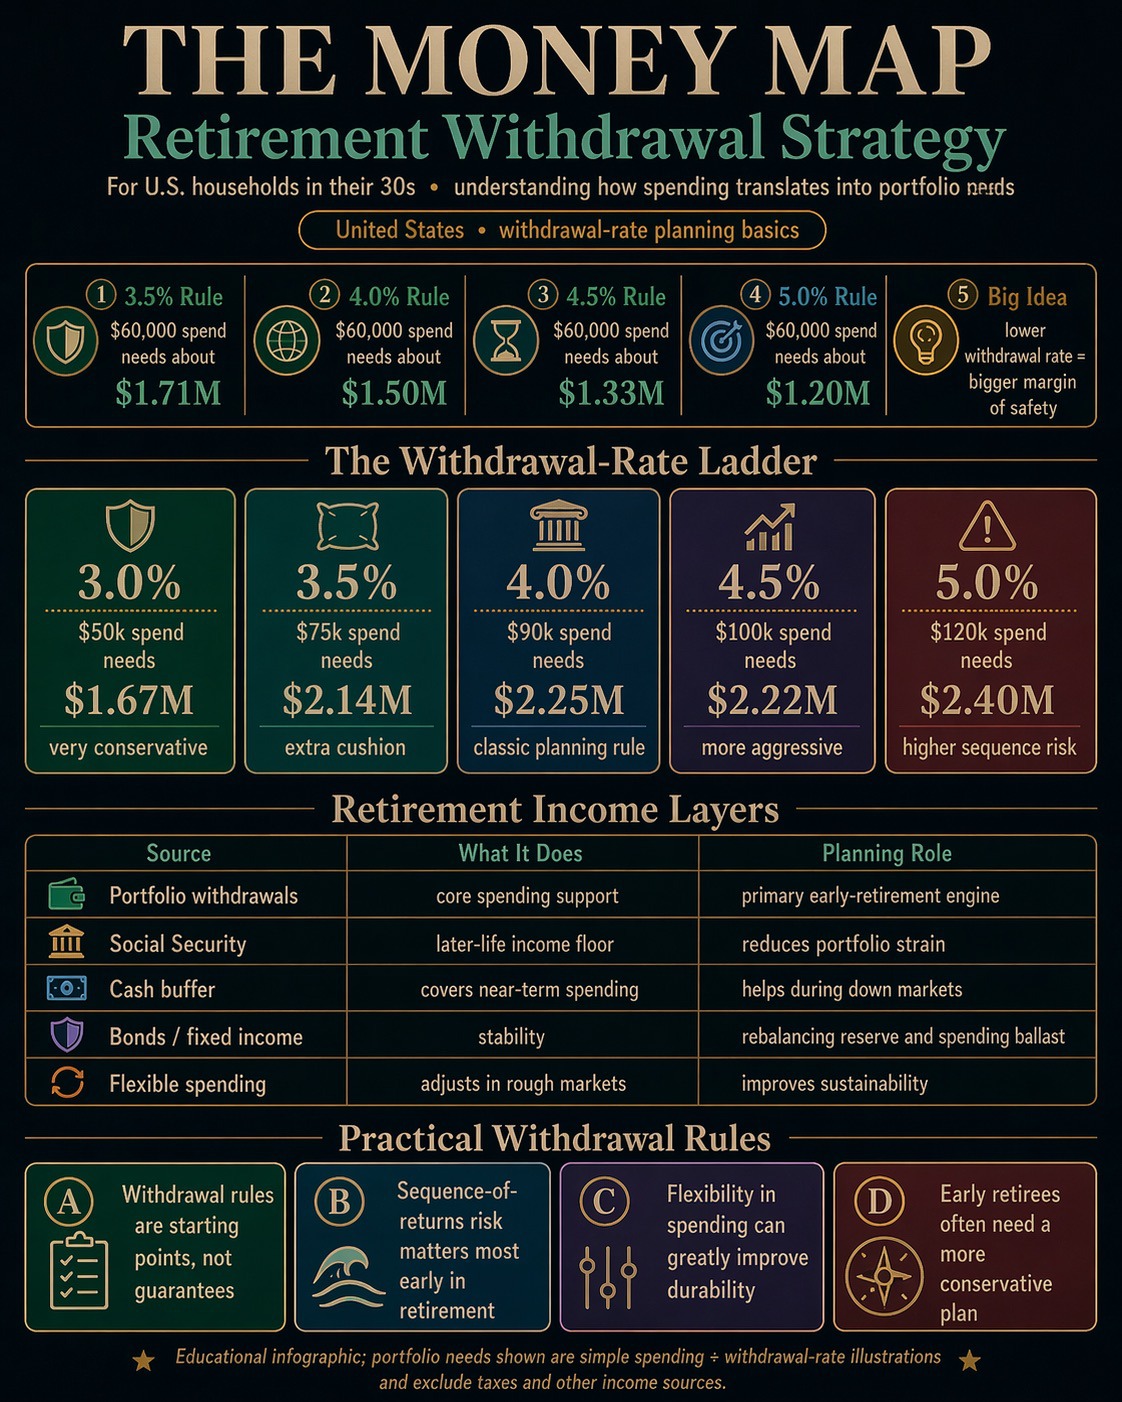 THE MONEY MAP
Retirement Withdrawal Strategy
For U.S. households in their 30s • understanding how spending translates into portfolio
United States • withdrawal-rate planning basics
1 3.5% Rule
$60,000 spend
needs about
$1.71M
2 4.0% Rule
$60,000 spend
needs about
$1.50M
3 4.5% Rule
$60,000 spend
needs about
$1.33M
4 5.0% Rule
$60,000 spend
needs about
$1.20M
5 Big Idea
lower
withdrawal rate =
bigger margin
of safety
The Withdrawal-Rate Ladder
3.0%
$50k spend
needs
$1.67M
very conservative
3.5%
$75k spend
needs
$2.14M
extra cushion
4.0%
$90k spend
needs
$2.25M
classic planning rule
4.5%
$100k spend
needs
$2.22M
more aggressive
5.0%
$120k spend
needs
$2.40M
higher sequence risk
Retirement Income Layers
Source What It Does Planning Role
Portfolio withdrawals core spending support primary early-retirement engine
Social Security later-life income floor reduces portfolio strain
Cash buffer covers near-term spending helps during down markets
Bonds / fixed income stability rebalancing reserve and spending ballast
Flexible spending adjusts in rough markets improves sustainability
Practical Withdrawal Rules
A
Withdrawal rules
are starting
points, not
guarantees
B
Sequence-of-
returns risk
matters most
early in
retirement
C
Flexibility in
spending can
greatly improve
durability
D
Early retirees
often need a
more
conservative
plan
Educational infographic; portfolio needs shown are simple spending ÷ withdrawal-rate illustrations
and exclude taxes and other income sources.